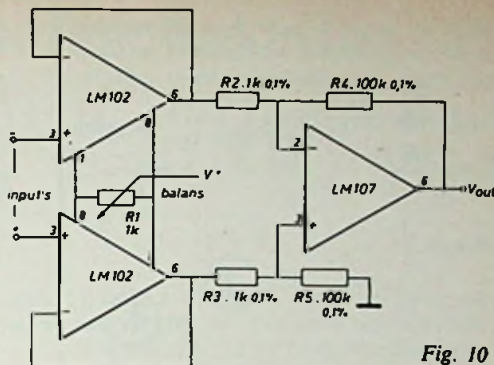 LM102
3
6
8
1
R2.1k 0,1%
R4.100k 0,1%
input's
R1
1k
V+
balans
2
LM107
6
Vout
3
8
LM102
6
R3.1k 0,1%
R5.100k
0,1%
Fig. 10